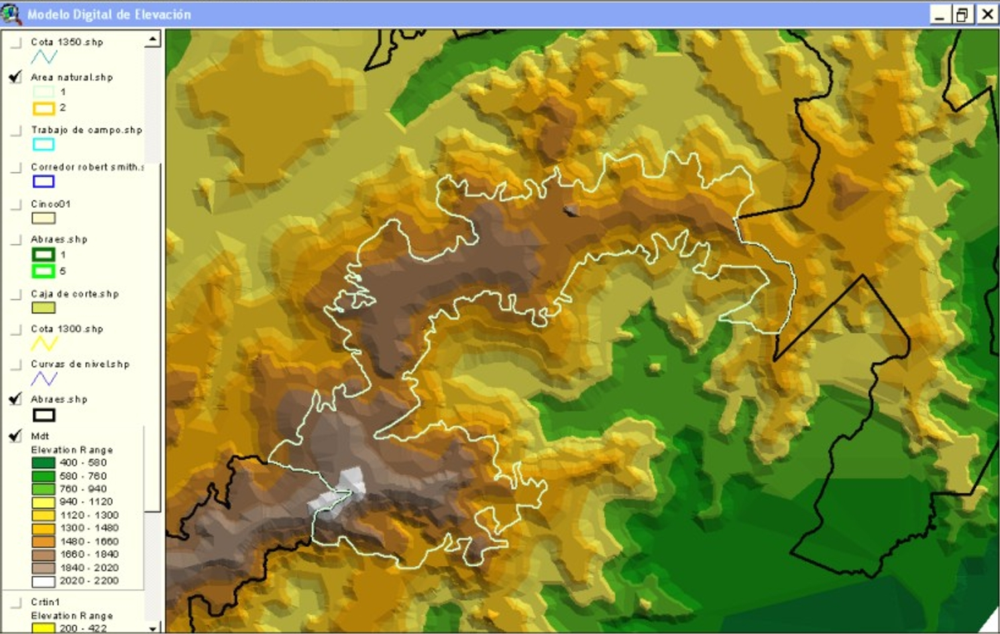 Modelo Digital de Elevación
Cota 1350.shp
Area natural.shp
1
2
Trabajo de campo.shp
Corredor robert smith.s
Cinco01
Abraes.shp
1
5
Caja de corte.shp
Cota 1300.shp
Curvas de nivel.shp
Abraes.shp
Mdt
Elevation Range
400 - 580
580 - 760
760 - 940
940 - 1120
1120 - 1300
1300 - 1480
1480 - 1660
1660 - 1840
1840 - 2020
2020 - 2200
Crtin1
Elevation Range
200 - 422